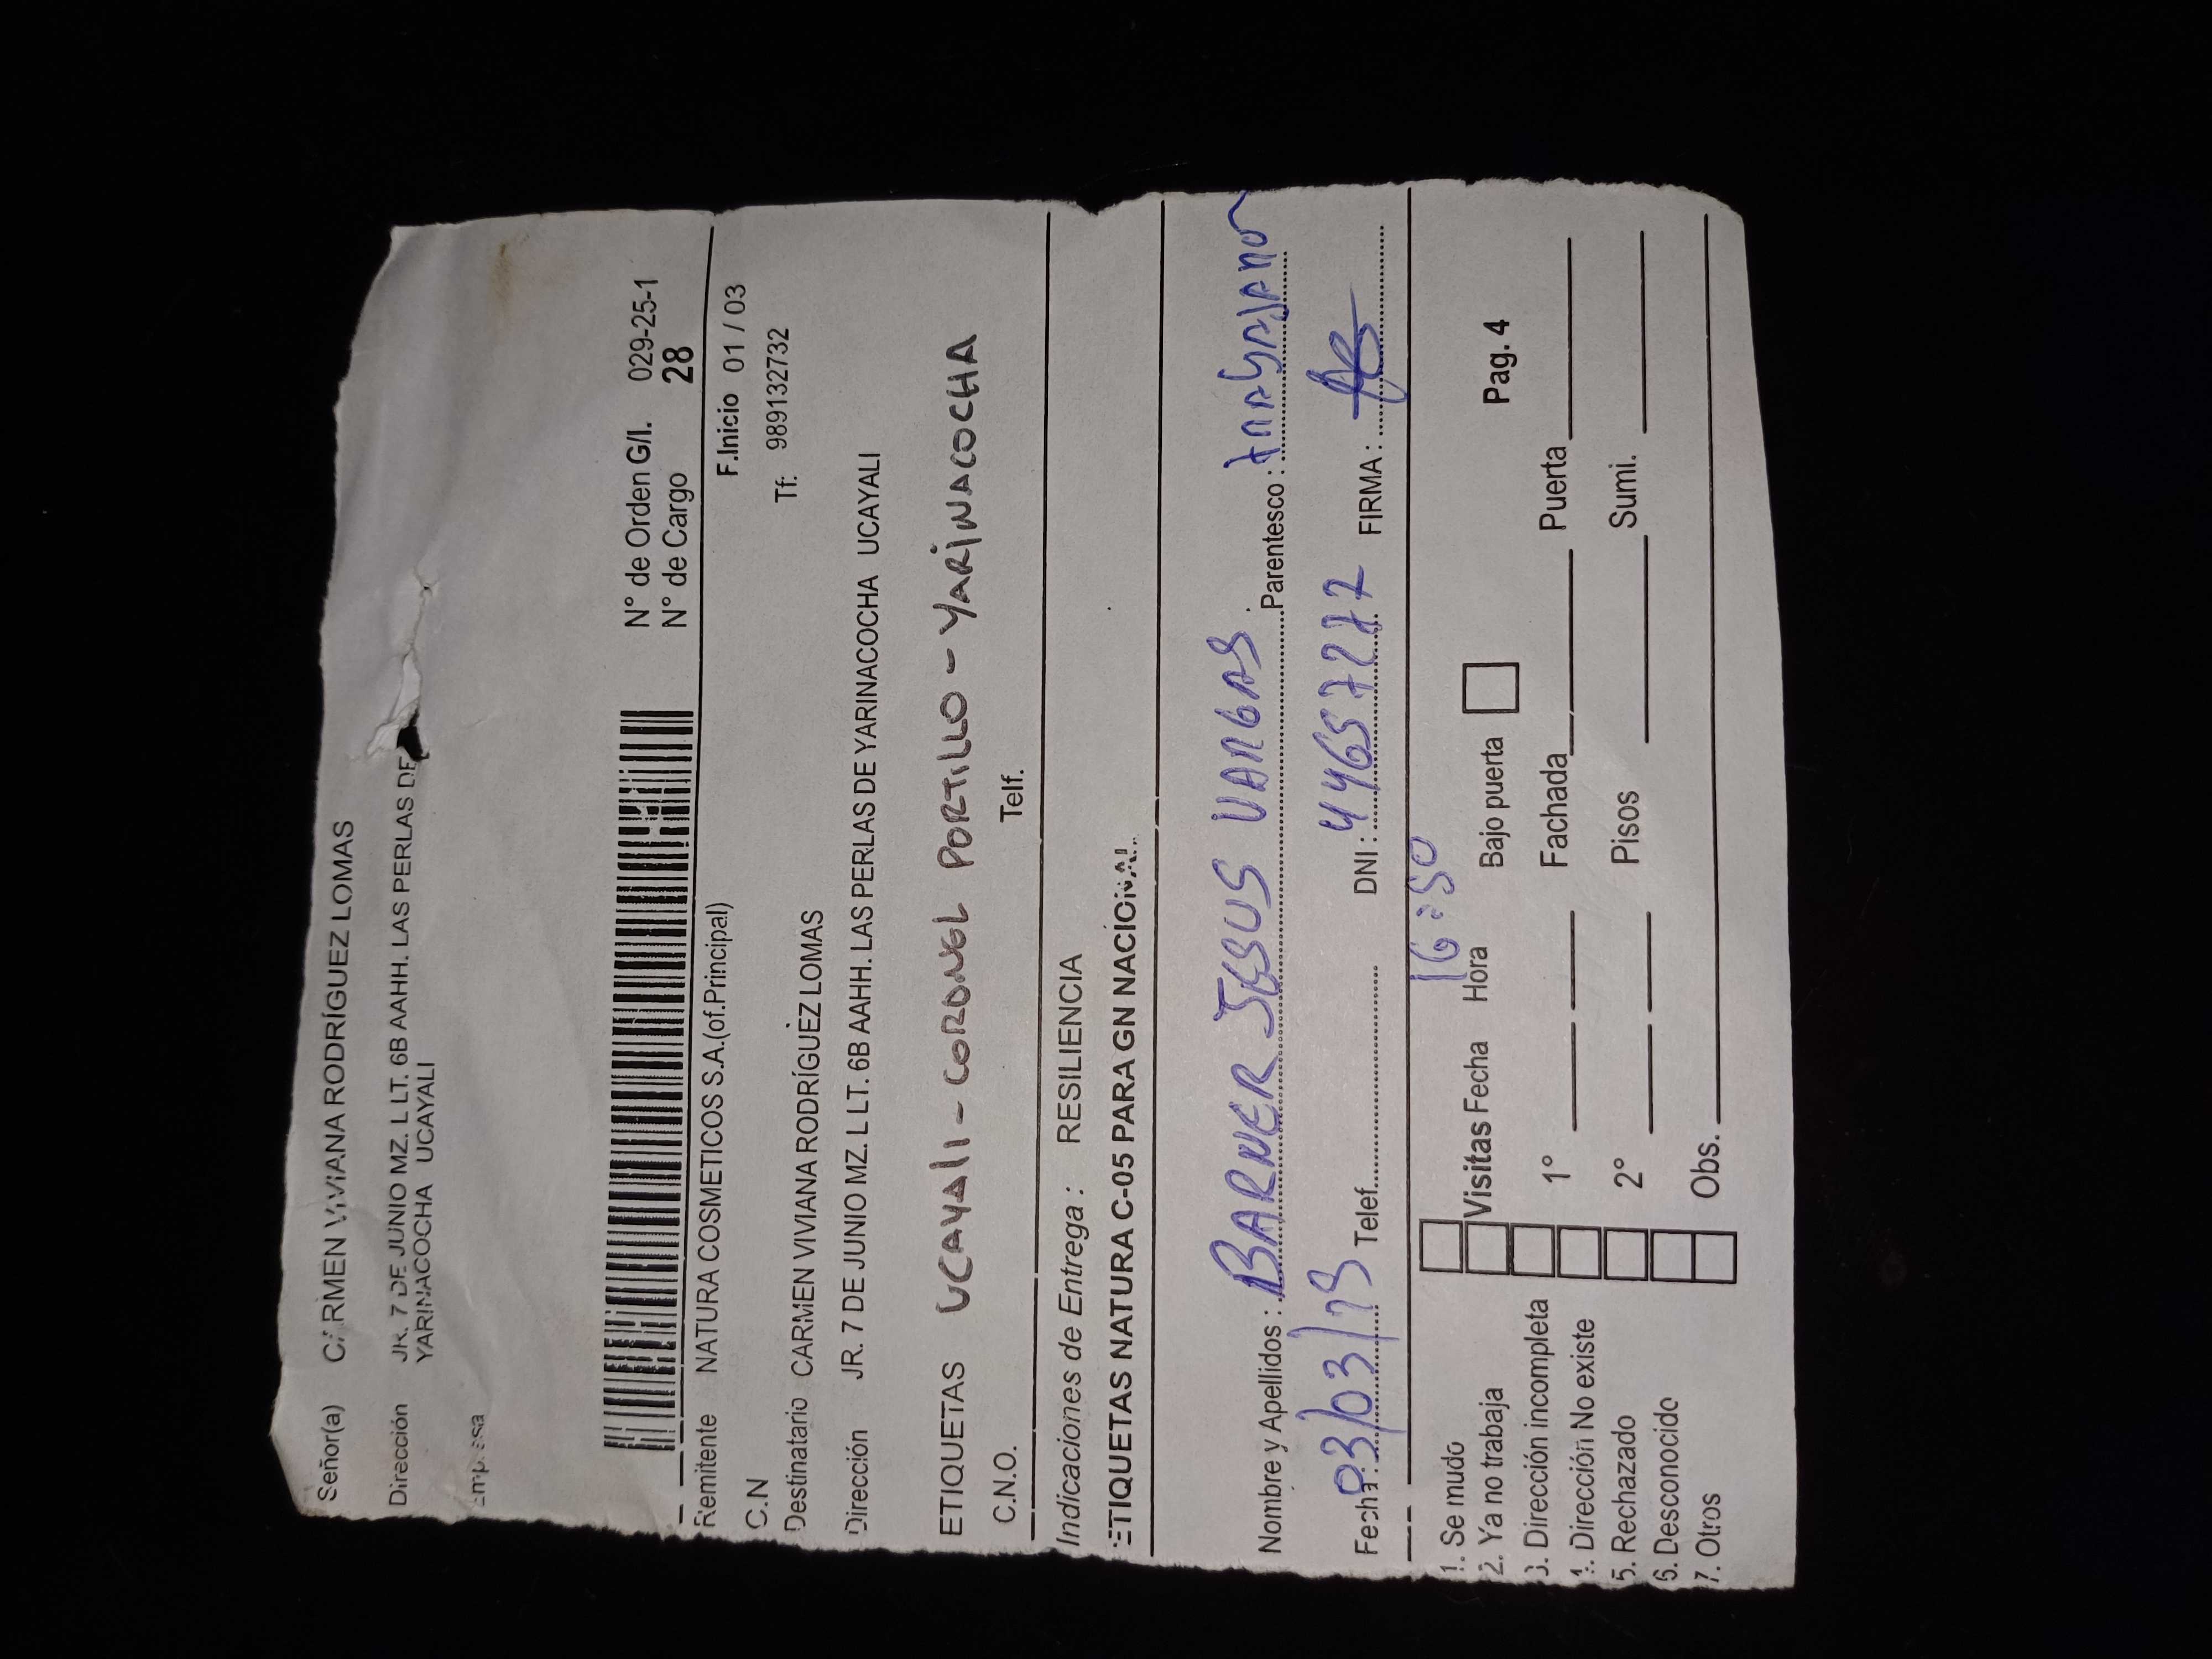 Señor(a) CARMEN VIVIANA RODRÍGUEZ LOMAS
Dirección JR. 7 DE JUNIO MZ. L LT. 6B AAHH. LAS PERLAS DE
YARINACOCHA UCAYALI
Empresa
N° de Orden G/I. 029-25-1
N° de Cargo 28
Remitente NATURA COSMETICOS S.A.(of.Principal) F.Inicio 01 / 03
C.N Tf: 989132732
Destinatario CARMEN VIVIANA RODRÍGUEZ LOMAS
Dirección JR. 7 DE JUNIO MZ. L LT. 6B AAHH. LAS PERLAS DE YARINACOCHA UCAYALI
ETIQUETAS UCAYALI - CORONEL PORTILLO - YARINACOCHA
C.N.O. Telf.
Indicaciones de Entrega : RESILIENCIA
ETIQUETAS NATURA C-05 PARA GN NACIONAL
Nombre y Apellidos : BARNER JESUS VARGAS Parentesco :
Fecha : 03/03/19 Telef. DNI : 44657277 FIRMA :
16:50
1. Se mudo
2. Ya no trabaja Visitas Fecha Hora Bajo puerta Pag. 4
3. Dirección incompleta
4. Dirección No existe 1° Fachada Puerta
5. Rechazado 2° Pisos Sumi.
6. Desconocido
7. Otros Obs.